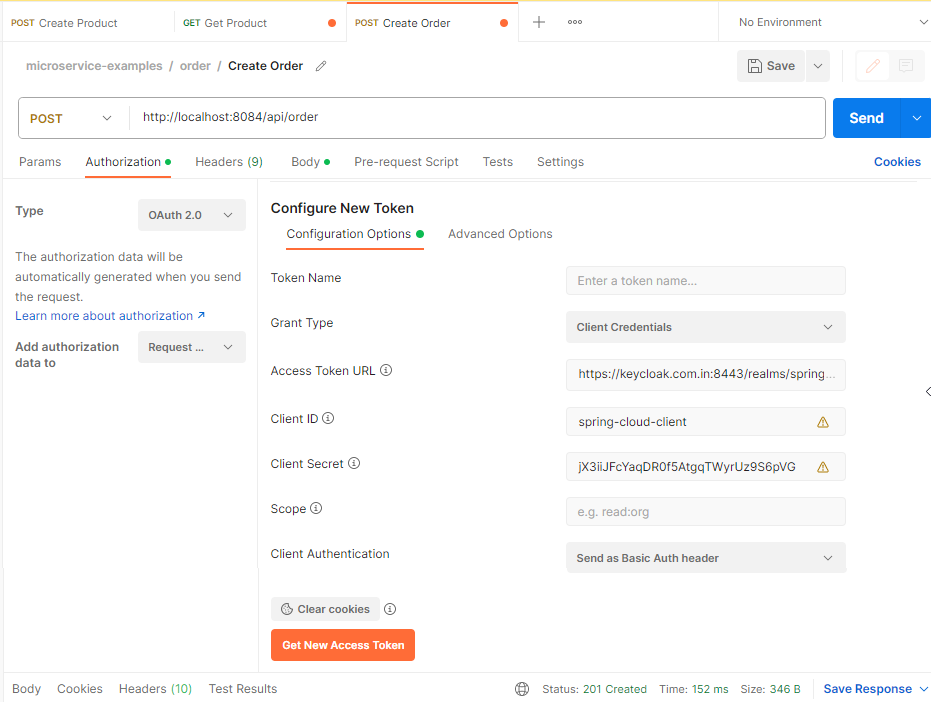 POST Create Product
GET Get Product
POST Create Order
No Environment
microservice-examples / order / Create Order
Save
POST
http://localhost:8084/api/order
Send
Params
Authorization
Headers (9)
Body
Pre-request Script
Tests
Settings
Cookies
Type
OAuth 2.0
The authorization data will be
automatically generated when you send
the request.
Learn more about authorization
Add authorization
data to
Request ...
Configure New Token
Configuration Options
Advanced Options
Token Name
Enter a token name...
Grant Type
Client Credentials
Access Token URL
https://keycloak.com.in:8443/realms/spring...
Client ID
spring-cloud-client
Client Secret
jX3iiJFcYaqDR0f5AtgqTWyrUz9S6pVG
Scope
e.g. read:org
Client Authentication
Send as Basic Auth header
Clear cookies
Get New Access Token
Body
Cookies
Headers (10)
Test Results
Status: 201 Created
Time: 152 ms
Size: 346 B
Save Response